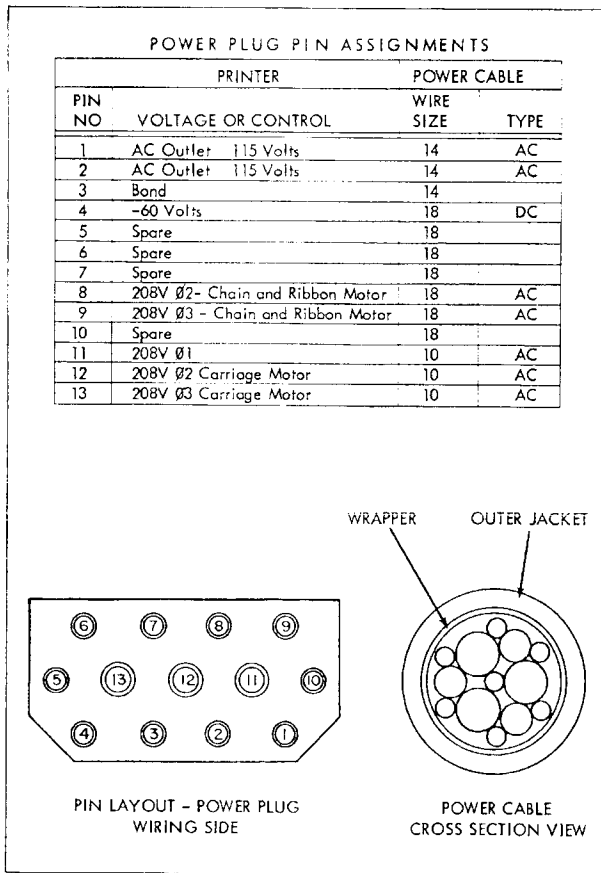 POWER PLUG PIN ASSIGNMENTS
PRINTER POWER CABLE
PIN NO VOLTAGE OR CONTROL WIRE SIZE TYPE
1 AC Outlet 115 Volts 14 AC
2 AC Outlet 115 Volts 14 AC
3 Bond 14
4 -60 Volts 18 DC
5 Spare 18
6 Spare 18
7 Spare 18
8 208V Ø2- Chain and Ribbon Motor 18 AC
9 208V Ø3 - Chain and Ribbon Motor 18 AC
10 Spare 18
11 208V Ø1 10 AC
12 208V Ø2 Carriage Motor 10 AC
13 208V Ø3 Carriage Motor 10 AC
WRAPPER OUTER JACKET
6 7 8 9
5 13 12 11 10
4 3 2 1
PIN LAYOUT - POWER PLUG
WIRING SIDE
POWER CABLE
CROSS SECTION VIEW